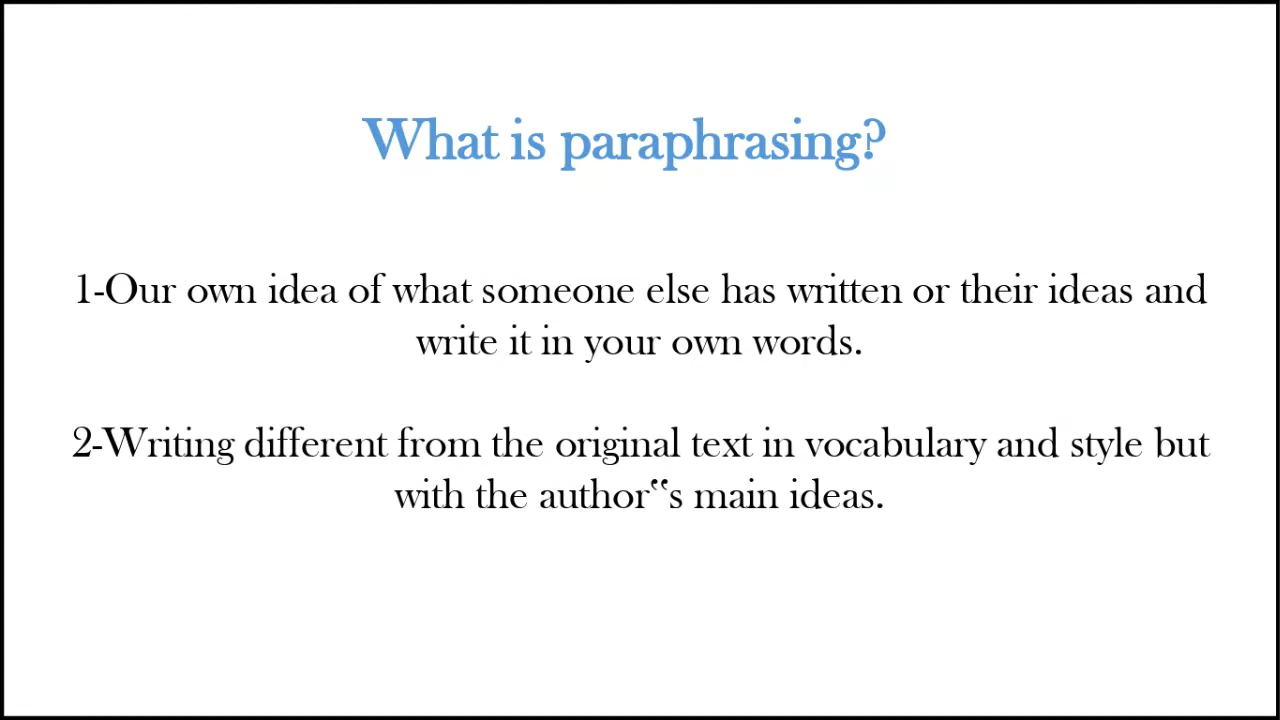 What is paraphrasing?
1-Our own idea of what someone else has written or their ideas and
write it in your own words.
2-Writing different from the original text in vocabulary and style but
with the author‟‟s main ideas.